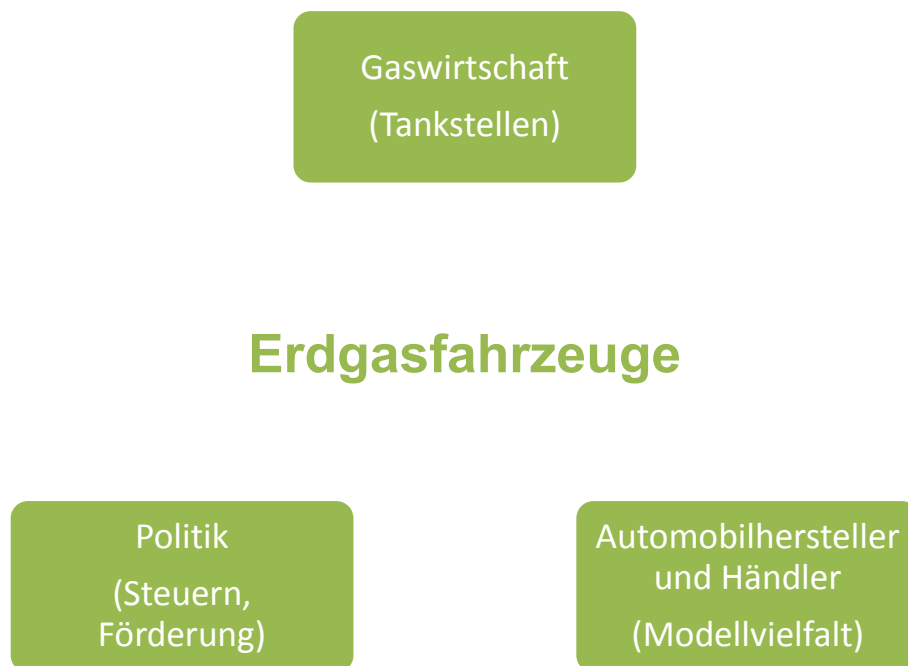 Gaswirtschaft
(Tankstellen)
Erdgasfahrzeuge
Politik
(Steuern,
Förderung)
Automobilhersteller
und Händler
(Modellvielfalt)